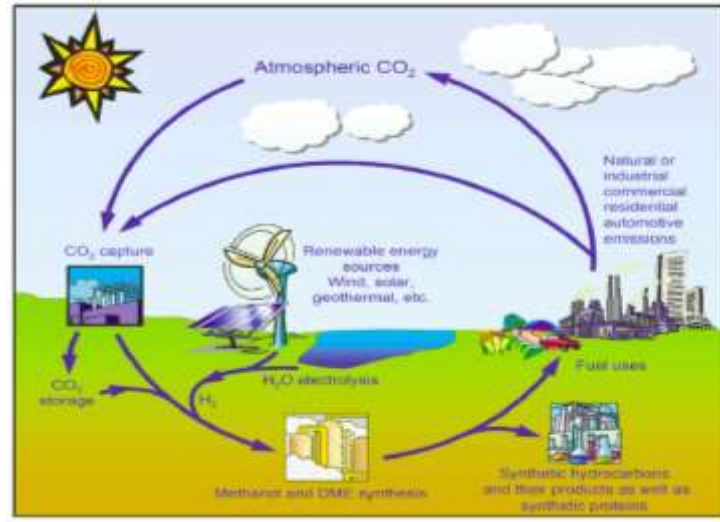 Atmospheric CO₂
Natural or
industrial
commercial
residential
automotive
emissions
CO₂ capture
Renewable energy
sources
Wind, solar,
geothermal, etc.
CO₂
storage
H₂O electrolysis
H₂
Fuel uses
Methanol and DME synthesis
Synthetic hydrocarbons
and their products as well as
synthetic proteins